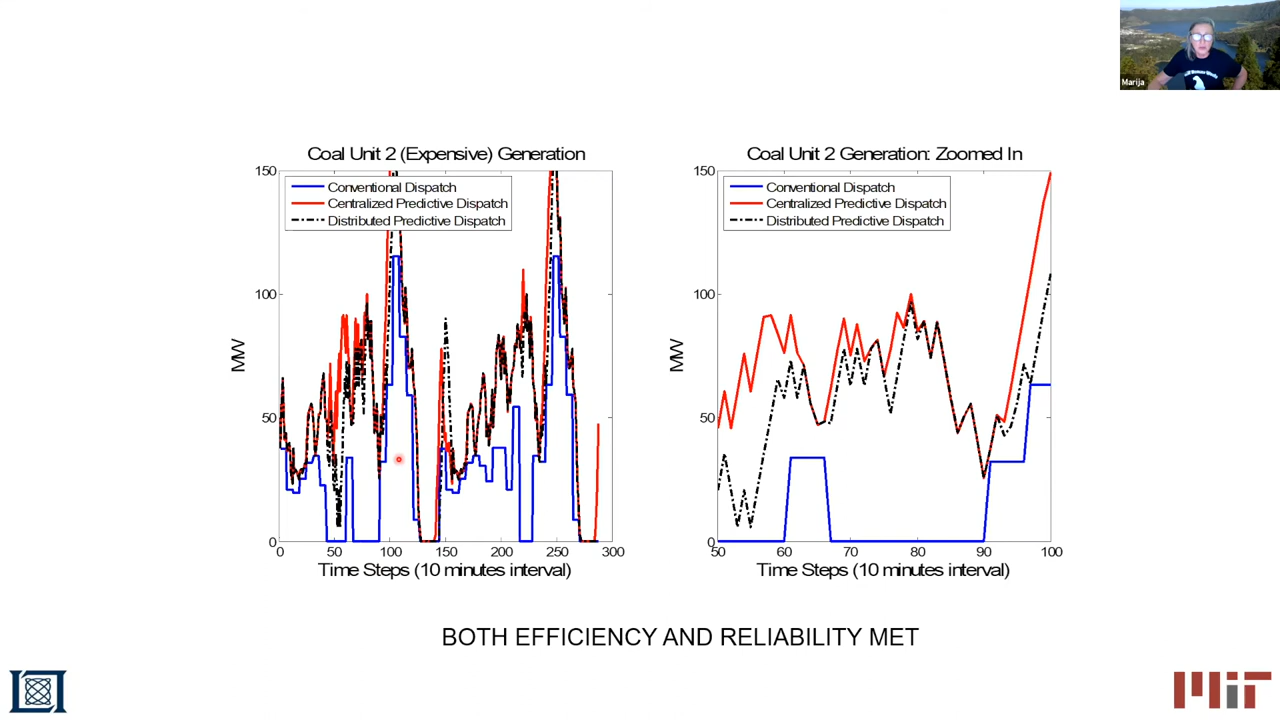 Marija
Coal Unit 2 (Expensive) Generation
150
100
50
0
MW
Conventional Dispatch
Centralized Predictive Dispatch
Distributed Predictive Dispatch
0 50 100 150 200 250 300
Time Steps (10 minutes interval)
Coal Unit 2 Generation: Zoomed In
150
100
50
0
MW
Conventional Dispatch
Centralized Predictive Dispatch
Distributed Predictive Dispatch
50 60 70 80 90 100
Time Steps (10 minutes interval)
BOTH EFFICIENCY AND RELIABILITY MET
MIT